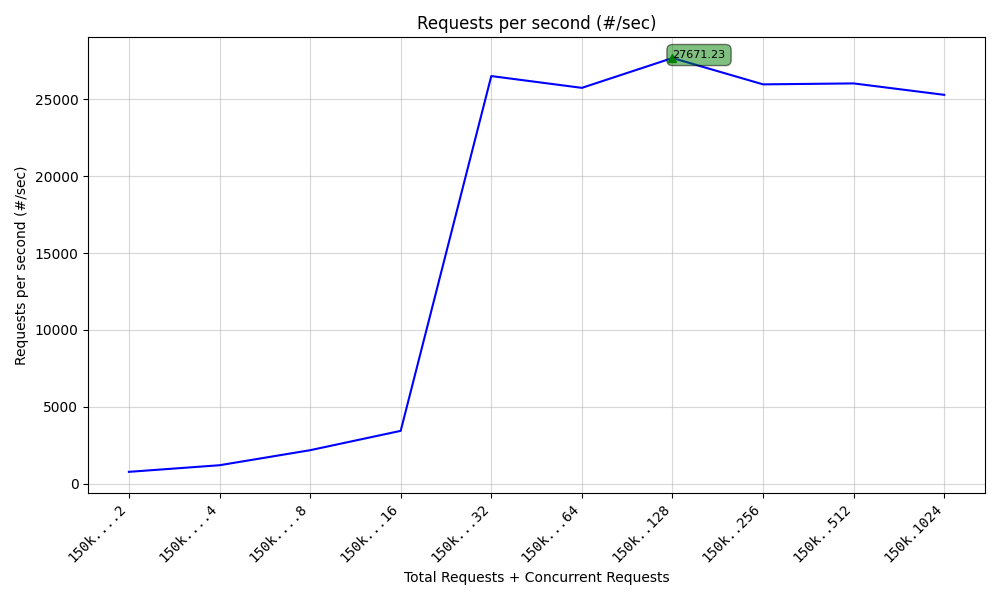 Requests per second (#/sec)
27671.23
Requests per second (#/sec)
25000
20000
15000
10000
5000
0
150k....2
150k....4
150k....8
150k...16
150k...32
150k...64
150k..128
150k..256
150k..512
150k.1024
Total Requests + Concurrent Requests